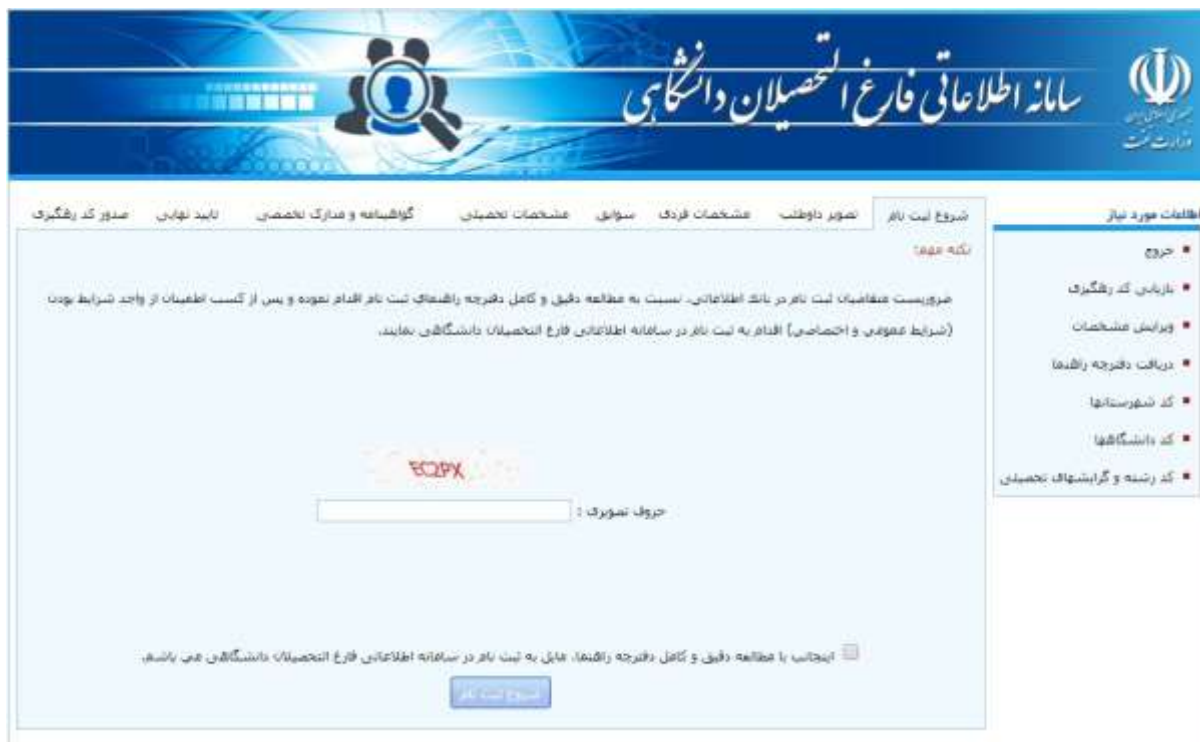 سامانه اطلاعاتی فارغ التحصیلان دانشگاهی
جمهوری اسلامی ایران
وزارت نفت
اطلاعات مورد نیاز
خروج
بازیابی کد رهگیری
ویرایش مشخصات
دریافت دفترچه راهنما
کد شهرستانها
کد دانشگاهها
کد رشته و گرایشهای تحصیلی
شروع ثبت نام
تصویر داوطلب
مشخصات فردی
سوابق
مشخصات تحصیلی
گواهینامه و مدارک تخصصی
تایید نهایی
صدور کد رهگیری
نکته مهم:
ضروریست متقاضیان ثبت نام در بانک اطلاعاتی، نسبت به مطالعه دقیق و کامل دفترچه راهنمای ثبت نام اقدام نموده و پس از کسب اطمینان از واجد شرایط بودن
(شرایط عمومی و اختصاصی) اقدام به ثبت نام در سامانه اطلاعاتی فارغ التحصیلان دانشگاهی نمایند.
EC2PX
حروف تصویری :
اینجانب با مطالعه دقیق و کامل دفترچه راهنما، مایل به ثبت نام در سامانه اطلاعاتی فارغ التحصیلان دانشگاهی می باشم.
شروع ثبت نام